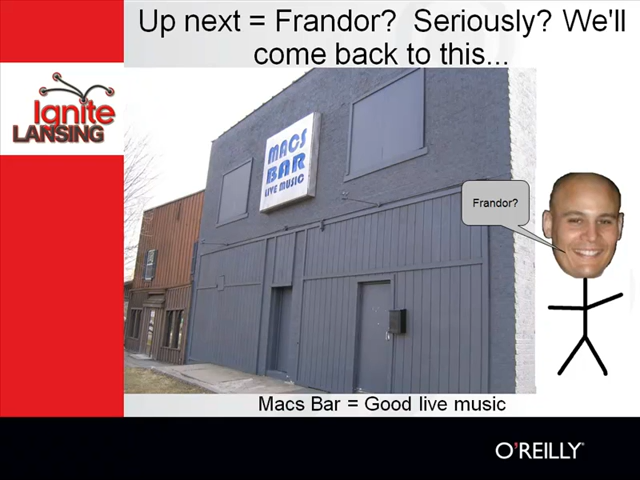 Up next = Frandor?  Seriously? We'll
come back to this...
Ignite
LANSING
MACS
BAR
LIVE MUSIC
Frandor?
Macs Bar = Good live music
O'REILLY